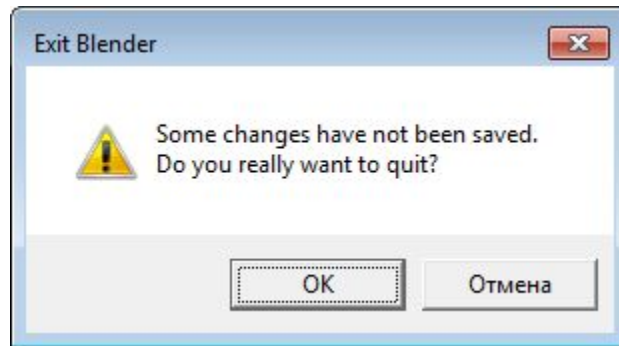 Exit Blender
Some changes have not been saved.
Do you really want to quit?
OK
Отмена